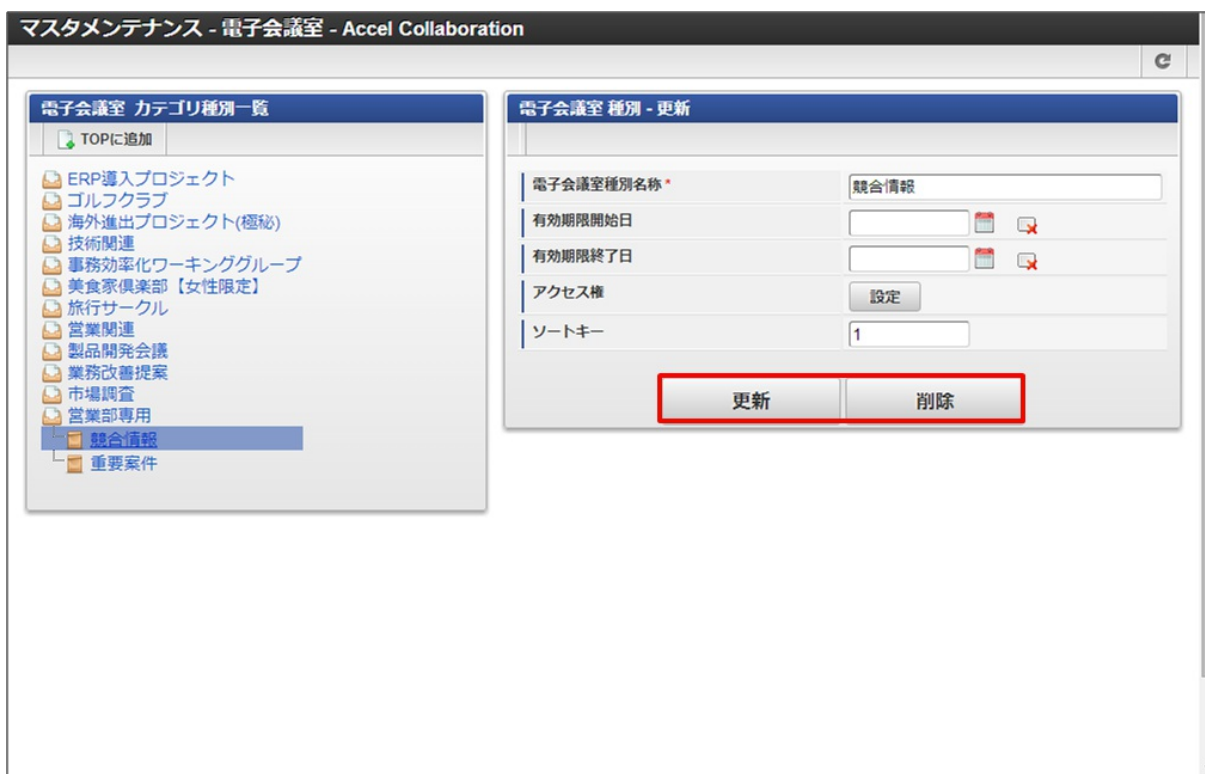 マスタメンテナンス - 電子会議室 - Accel Collaboration
電子会議室 カテゴリ種別一覧
TOPに追加
ERP導入プロジェクト
ゴルフクラブ
海外進出プロジェクト(極秘)
技術関連
事務効率化ワーキンググループ
美食家倶楽部【女性限定】
旅行サークル
営業関連
製品開発会議
業務改善提案
市場調査
営業部専用
競合情報
重要案件
電子会議室 種別 - 更新
電子会議室種別名称* 競合情報
有効期限開始日
有効期限終了日
アクセス権 設定
ソートキー 1
更新 削除